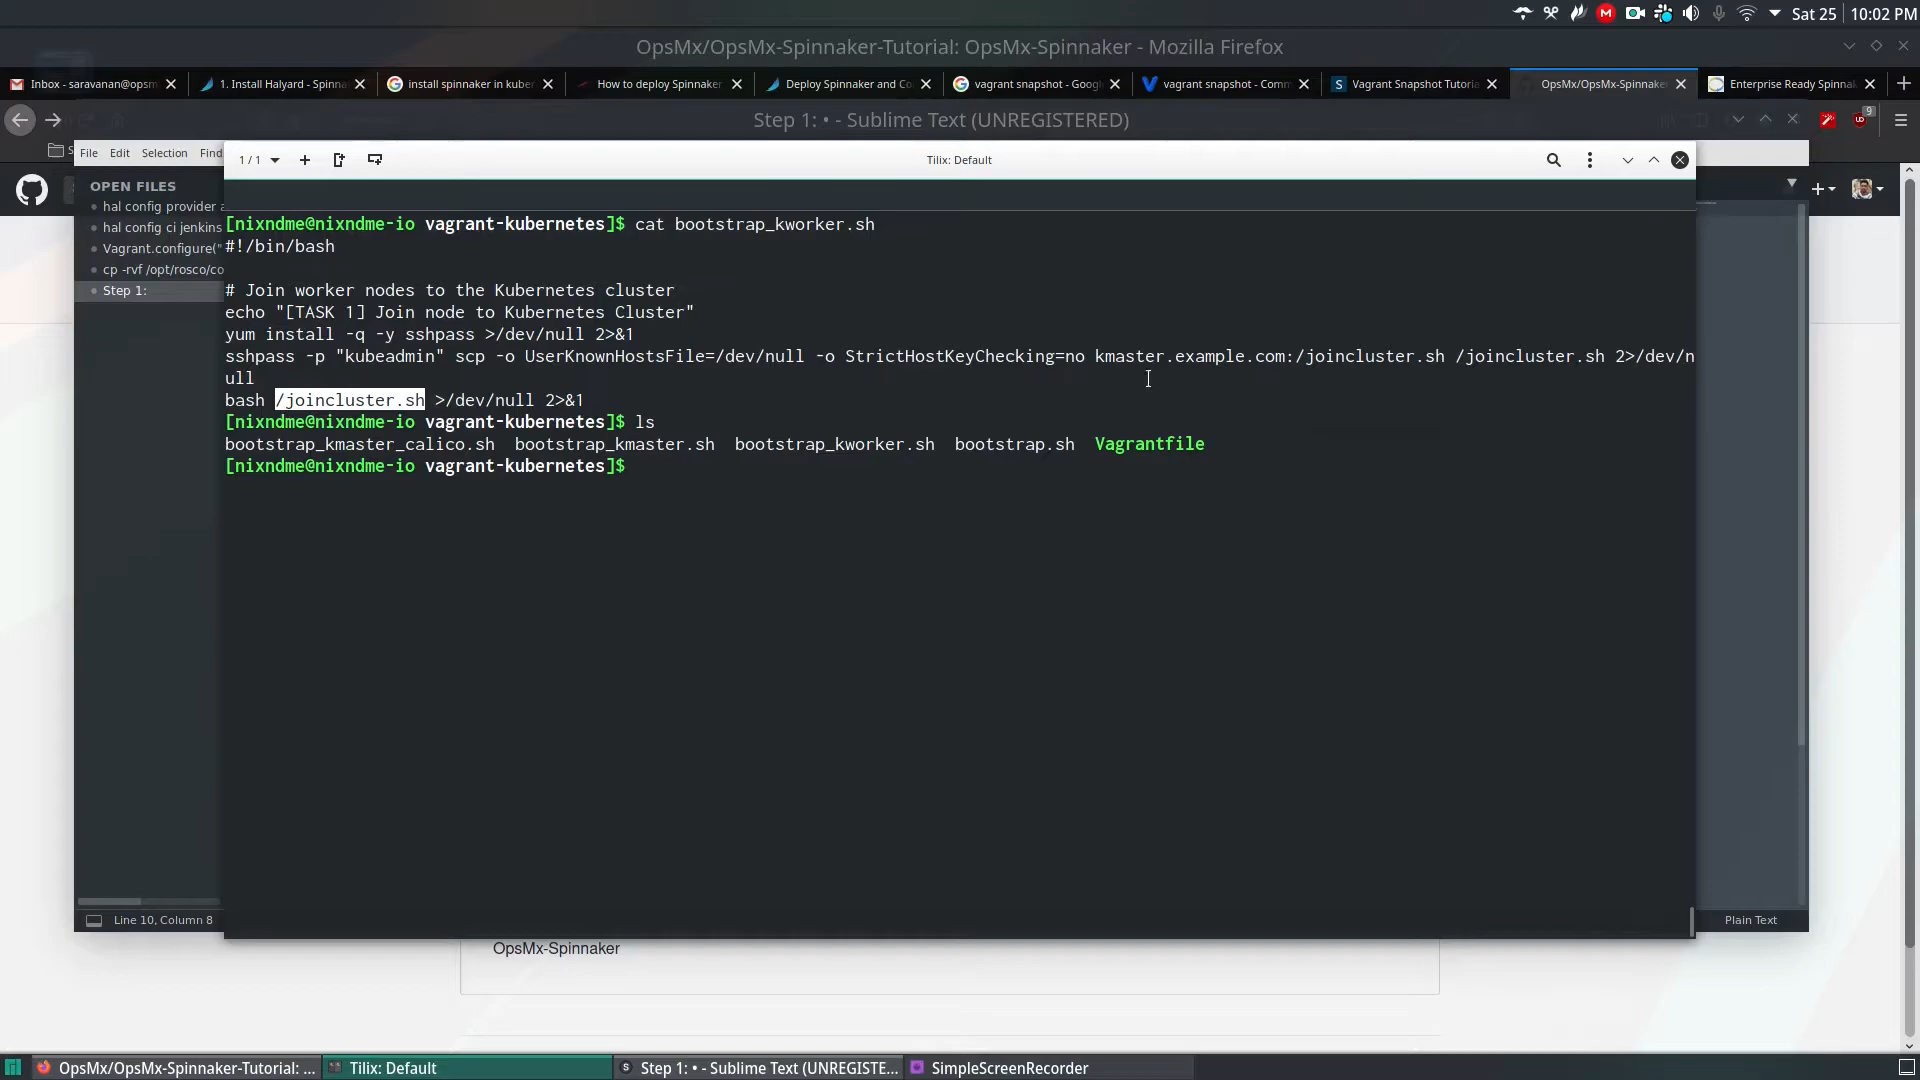 Sat 25 10:02 PM
OpsMx/OpsMx-Spinnaker-Tutorial: OpsMx-Spinnaker - Mozilla Firefox
Inbox - saravanan@opsm
1. Install Halyard - Spinna
install spinnaker in kuber
How to deploy Spinnaker
Deploy Spinnaker and Co
vagrant snapshot - Googl
vagrant snapshot - Comm
Vagrant Snapshot Tutoria
OpsMx/OpsMx-Spinnake
Enterprise Ready Spinnal
Step 1: • - Sublime Text (UNREGISTERED)
9
File Edit Selection Find
1 / 1
Tilix: Default
OPEN FILES
hal config provider a
hal config ci jenkins
Vagrant.configure("
cp -rvf /opt/rosco/co
Step 1:
[nixndme@nixndme-io vagrant-kubernetes]$ cat bootstrap_kworker.sh
#!/bin/bash
# Join worker nodes to the Kubernetes cluster
echo "[TASK 1] Join node to Kubernetes Cluster"
yum install -q -y sshpass >/dev/null 2>&1
sshpass -p "kubeadmin" scp -o UserKnownHostsFile=/dev/null -o StrictHostKeyChecking=no kmaster.example.com:/joincluster.sh /joincluster.sh 2>/dev/n
ull
bash /joincluster.sh >/dev/null 2>&1
[nixndme@nixndme-io vagrant-kubernetes]$ ls
bootstrap_kmaster_calico.sh bootstrap_kmaster.sh bootstrap_kworker.sh bootstrap.sh Vagrantfile
[nixndme@nixndme-io vagrant-kubernetes]$
Line 10, Column 8
Plain Text
OpsMx-Spinnaker
OpsMx/OpsMx-Spinnaker-Tutorial: ...
Tilix: Default
Step 1: • - Sublime Text (UNREGISTE...
SimpleScreenRecorder